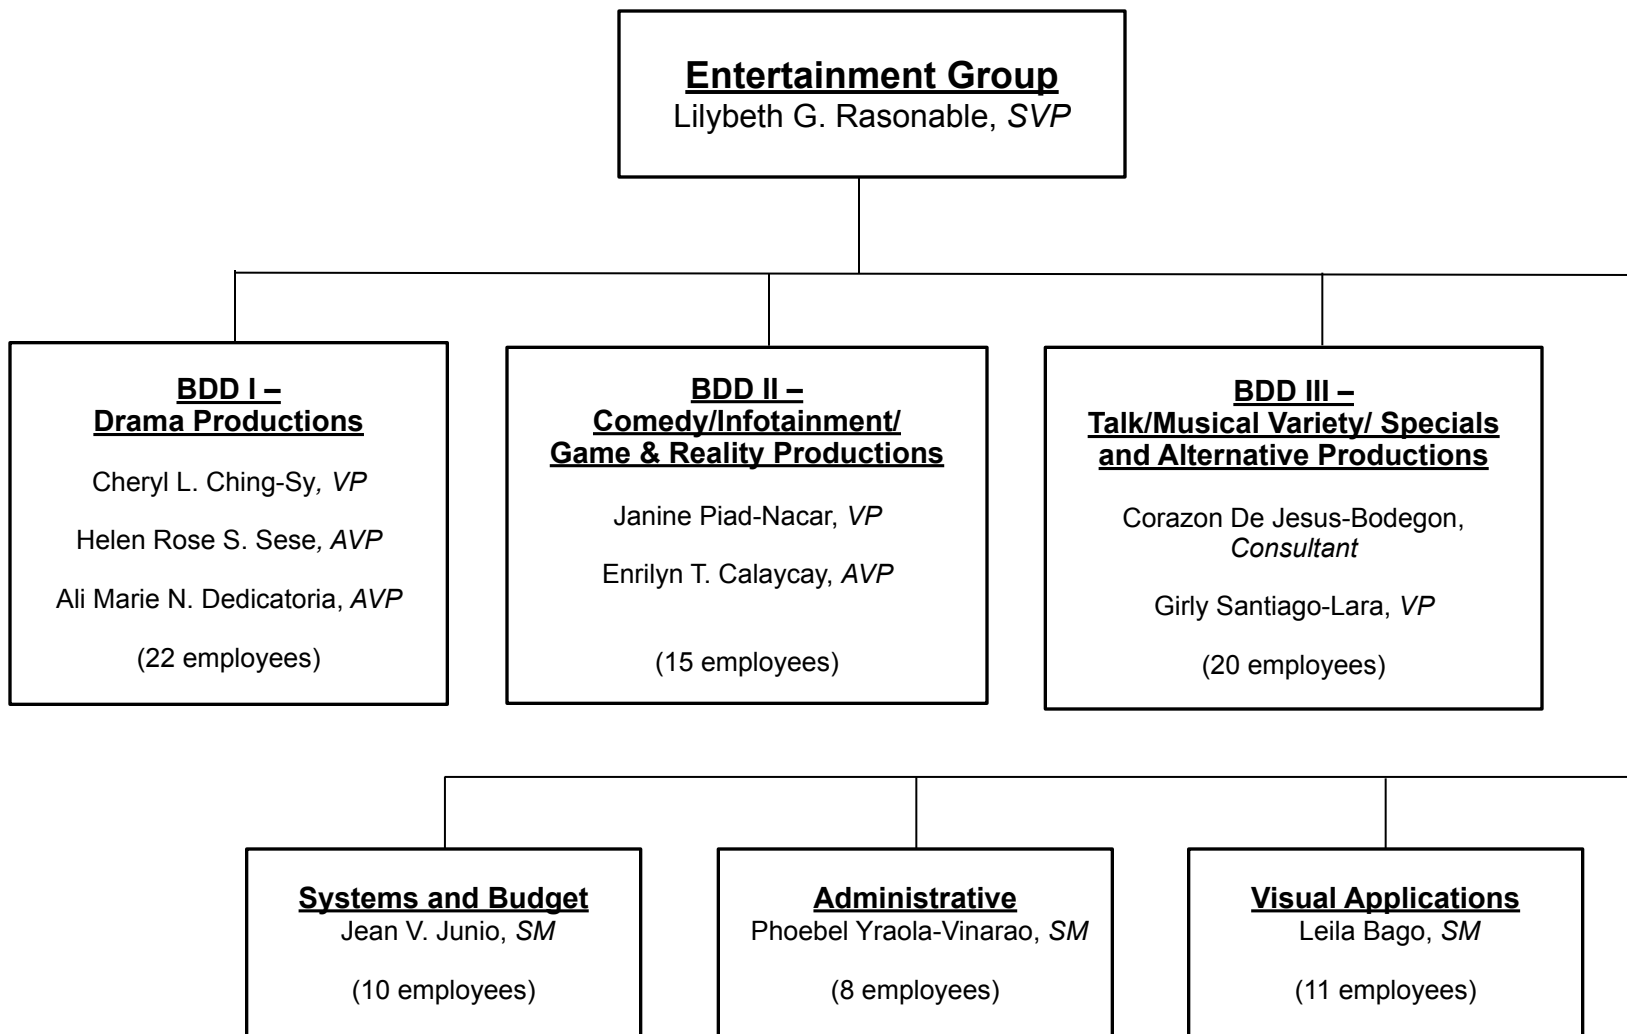 Entertainment Group
Lilybeth G. Rasonable, SVP
BDD I –
Drama Productions
Cheryl L. Ching-Sy, VP
Helen Rose S. Sese, AVP
Ali Marie N. Dedicatoria, AVP
(22 employees)
BDD II –
Comedy/Infotainment/
Game & Reality Productions
Janine Piad-Nacar, VP
Enrilyn T. Calaycay, AVP
(15 employees)
BDD III –
Talk/Musical Variety/ Specials
and Alternative Productions
Corazon De Jesus-Bodegon,
Consultant
Girly Santiago-Lara, VP
(20 employees)
Systems and Budget
Jean V. Junio, SM
(10 employees)
Administrative
Phoebel Yraola-Vinarao, SM
(8 employees)
Visual Applications
Leila Bago, SM
(11 employees)